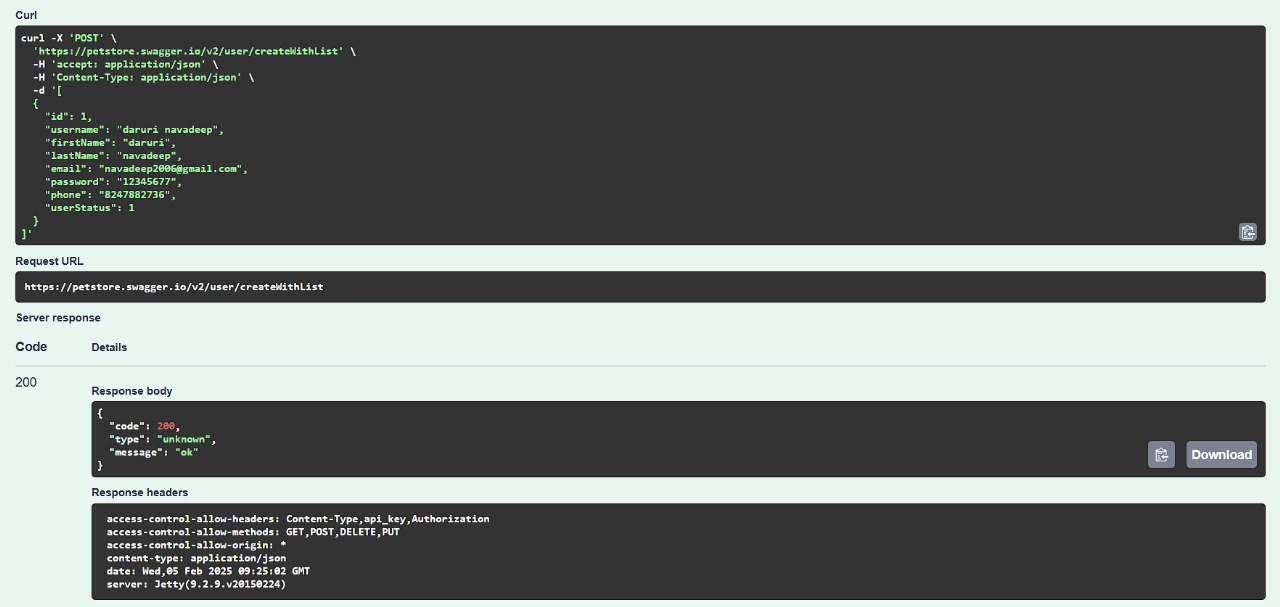 Curl
curl -X 'POST' \
  'https://petstore.swagger.io/v2/user/createWithList' \
  -H 'accept: application/json' \
  -H 'Content-Type: application/json' \
  -d '[
  {
    "id": 1,
    "username": "daruri navadeep",
    "firstName": "daruri",
    "lastName": "navadeep",
    "email": "navadeep2006@gmail.com",
    "password": "12345677",
    "phone": "8247882736",
    "userStatus": 1
  }
]'
Request URL
https://petstore.swagger.io/v2/user/createWithList
Server response
Code Details
200
Response body
{
  "code": 200,
  "type": "unknown",
  "message": "ok"
}
Download
Response headers
access-control-allow-headers: Content-Type,api_key,Authorization
access-control-allow-methods: GET,POST,DELETE,PUT
access-control-allow-origin: *
content-type: application/json
date: Wed,05 Feb 2025 09:25:02 GMT
server: Jetty(9.2.9.v20150224)